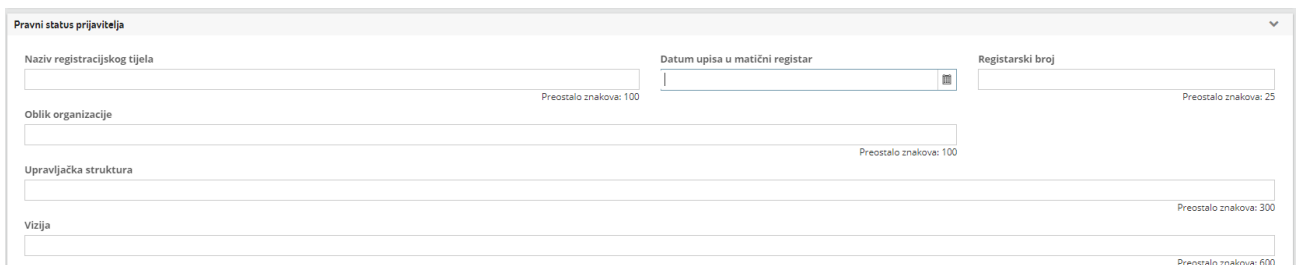 Pravni status prijavitelja
Naziv registracijskog tijela
Datum upisa u matični registar
Registarski broj
Preostalo znakova: 100
Preostalo znakova: 25
Oblik organizacije
Preostalo znakova: 100
Upravljačka struktura
Preostalo znakova: 300
Vizija
Preostalo znakova: 600